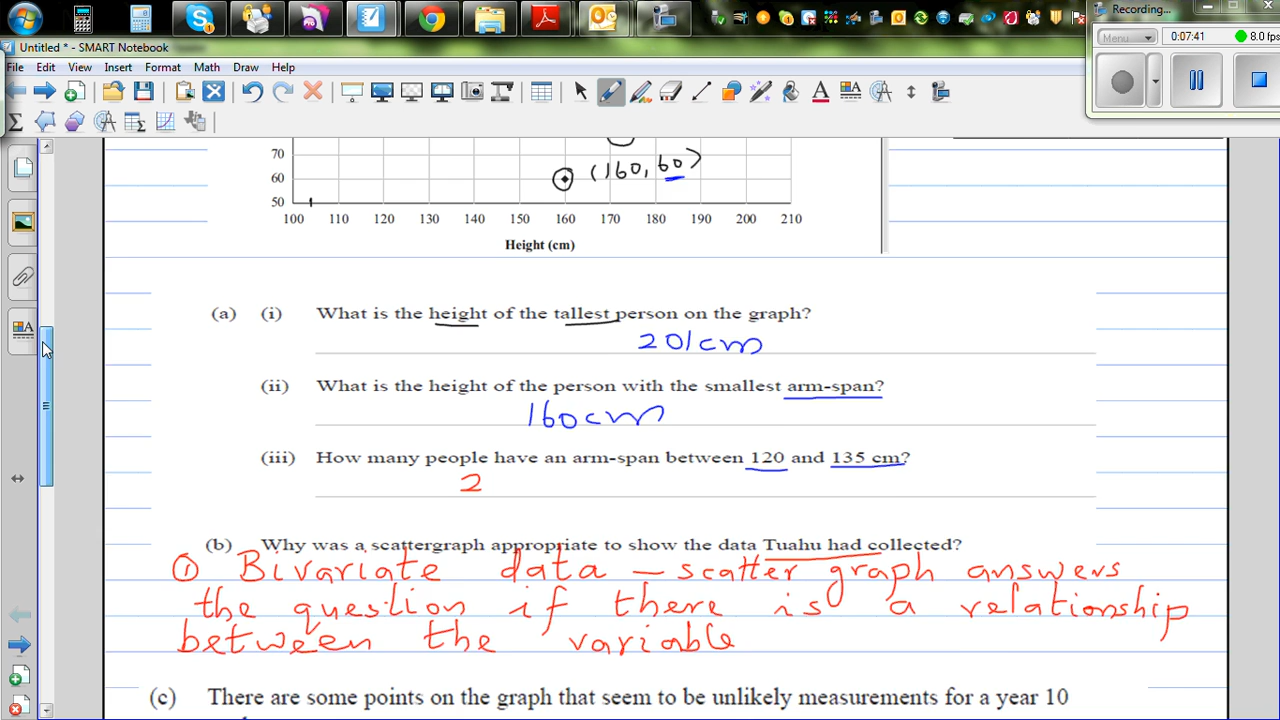 Recording...
Menu
0:07:41
8.0 fps
Untitled * - SMART Notebook
File Edit View Insert Format Math Draw Help
70
60
50
(160, 60)
100 110 120 130 140 150 160 170 180 190 200 210
Height (cm)
(a) (i) What is the height of the tallest person on the graph?
201cm
(ii) What is the height of the person with the smallest arm-span?
160cm
(iii) How many people have an arm-span between 120 and 135 cm?
2
(b) Why was a scattergraph appropriate to show the data Tuahu had collected?
① Bivariate data – scatter graph answers
the question if there is a relationship
between the variable
(c) There are some points on the graph that seem to be unlikely measurements for a year 10